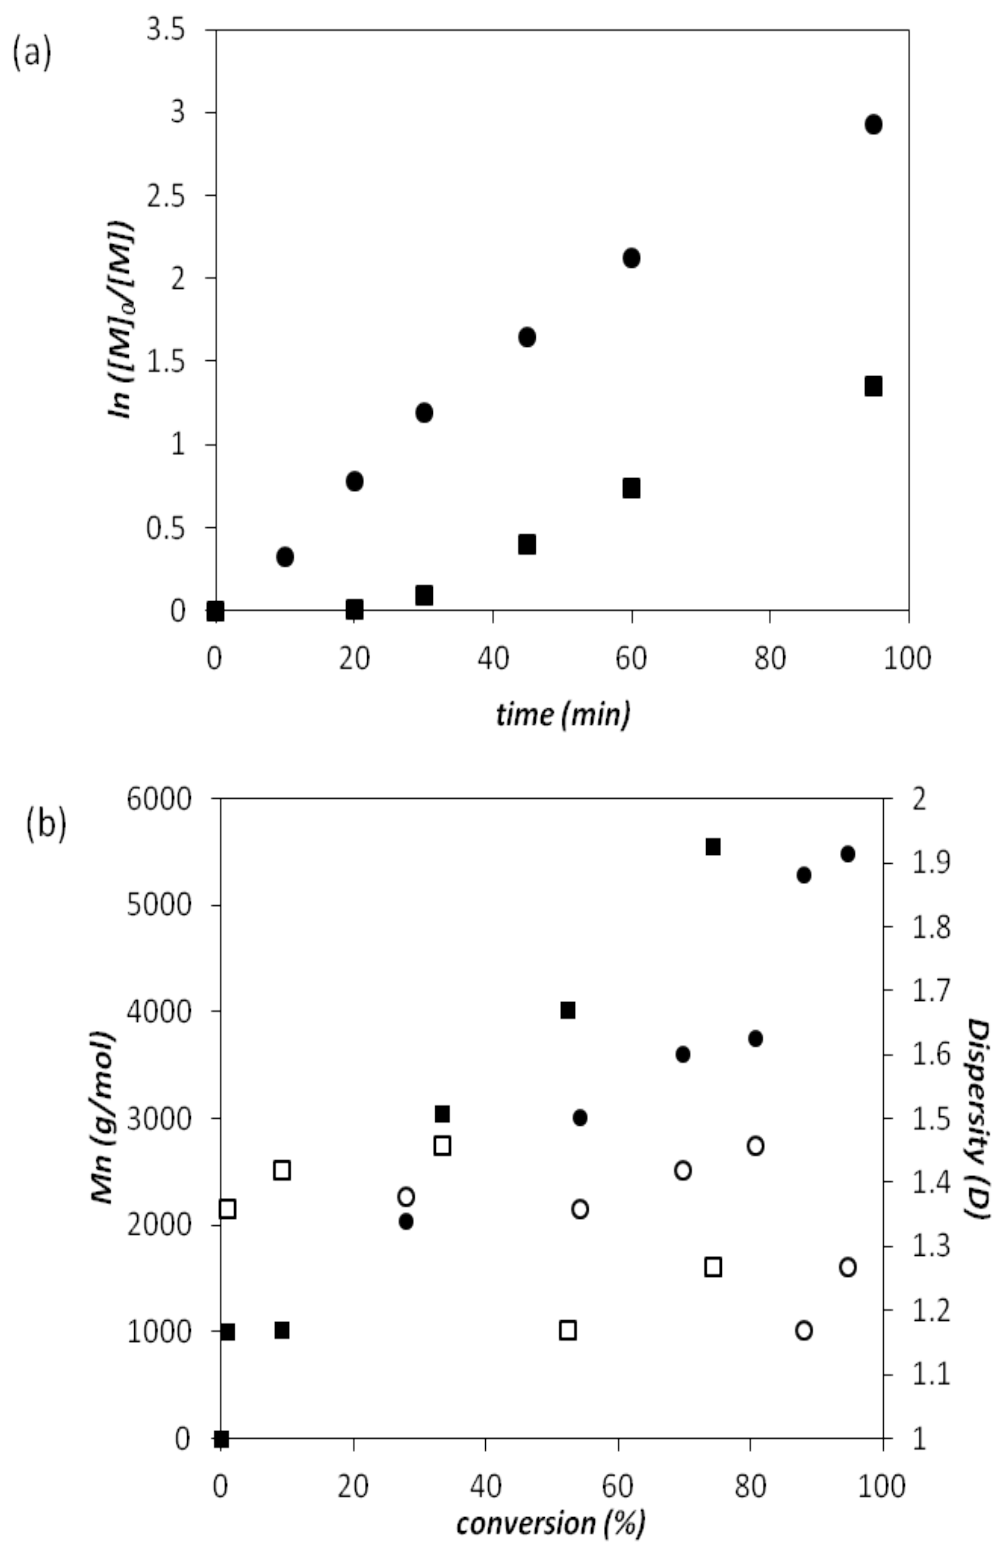 (a)
3.5
3
2.5
2
1.5
1
0.5
0
ln ([M]₀/[M])
0 20 40 60 80 100
time (min)
(b)
6000
5000
4000
3000
2000
1000
0
Mn (g/mol)
2
1.9
1.8
1.7
1.6
1.5
1.4
1.3
1.2
1.1
1
Dispersity (D)
0 20 40 60 80 100
conversion (%)